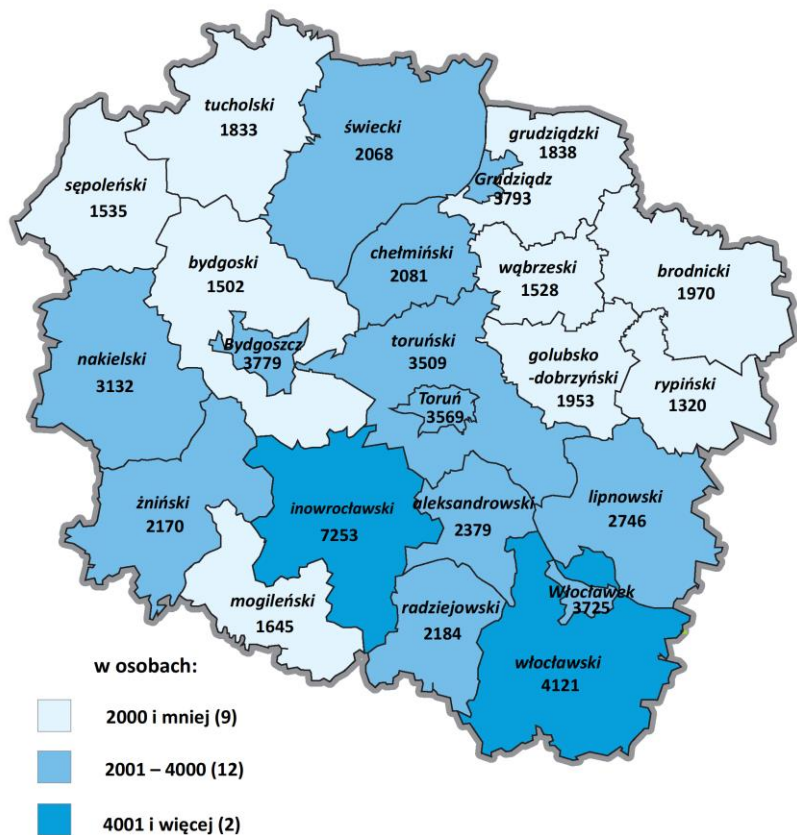 tucholski
1833
świecki
2068
grudziądzki
1838
Grudziądz
3793
sępoleński
1535
bydgoski
1502
chełmiński
2081
wąbrzeski
1528
brodnicki
1970
nakielski
3132
Bydgoszcz
3779
toruński
3509
Toruń
3569
golubsko
-dobrzyński
1953
rypiński
1320
żniński
2170
inowrocławski
7253
aleksandrowski
2379
lipnowski
2746
mogileński
1645
radziejowski
2184
Włocławek
3725
włocławski
4121
w osobach:
2000 i mniej (9)
2001 – 4000 (12)
4001 i więcej (2)